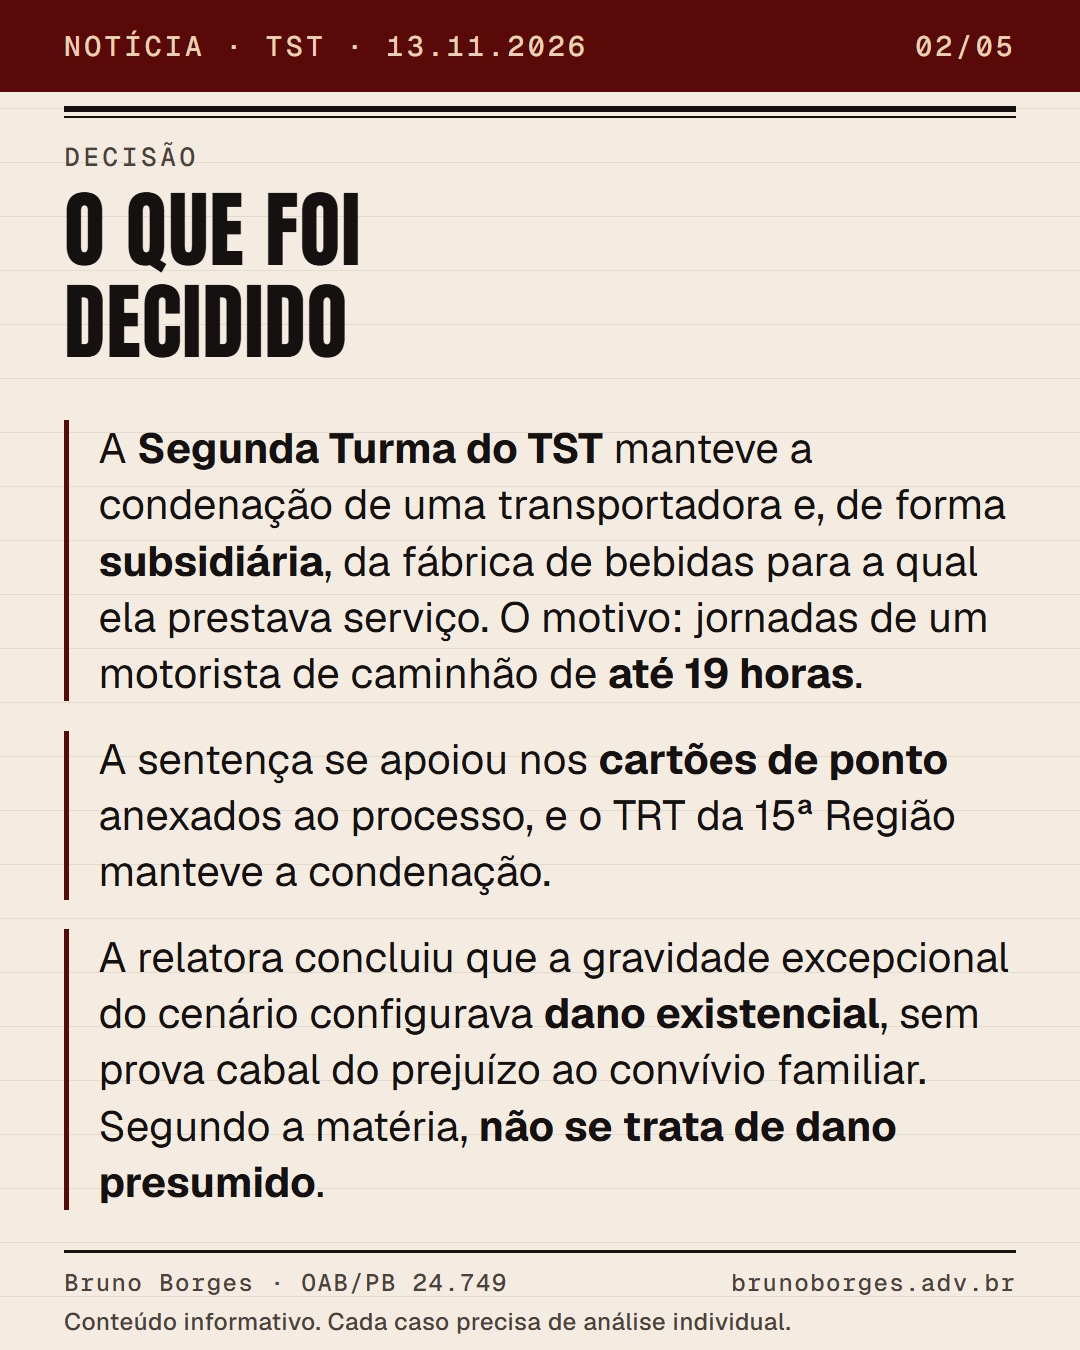 NOTÍCIA · TST · 13.11.2026 02/05
DECISÃO
O QUE FOI
DECIDIDO
A Segunda Turma do TST manteve a
condenação de uma transportadora e, de forma
subsidiária, da fábrica de bebidas para a qual
ela prestava serviço. O motivo: jornadas de um
motorista de caminhão de até 19 horas.
A sentença se apoiou nos cartões de ponto
anexados ao processo, e o TRT da 15ª Região
manteve a condenação.
A relatora concluiu que a gravidade excepcional
do cenário configurava dano existencial, sem
prova cabal do prejuízo ao convívio familiar.
Segundo a matéria, não se trata de dano
presumido.
Bruno Borges · OAB/PB 24.749 brunoborges.adv.br
Conteúdo informativo. Cada caso precisa de análise individual.